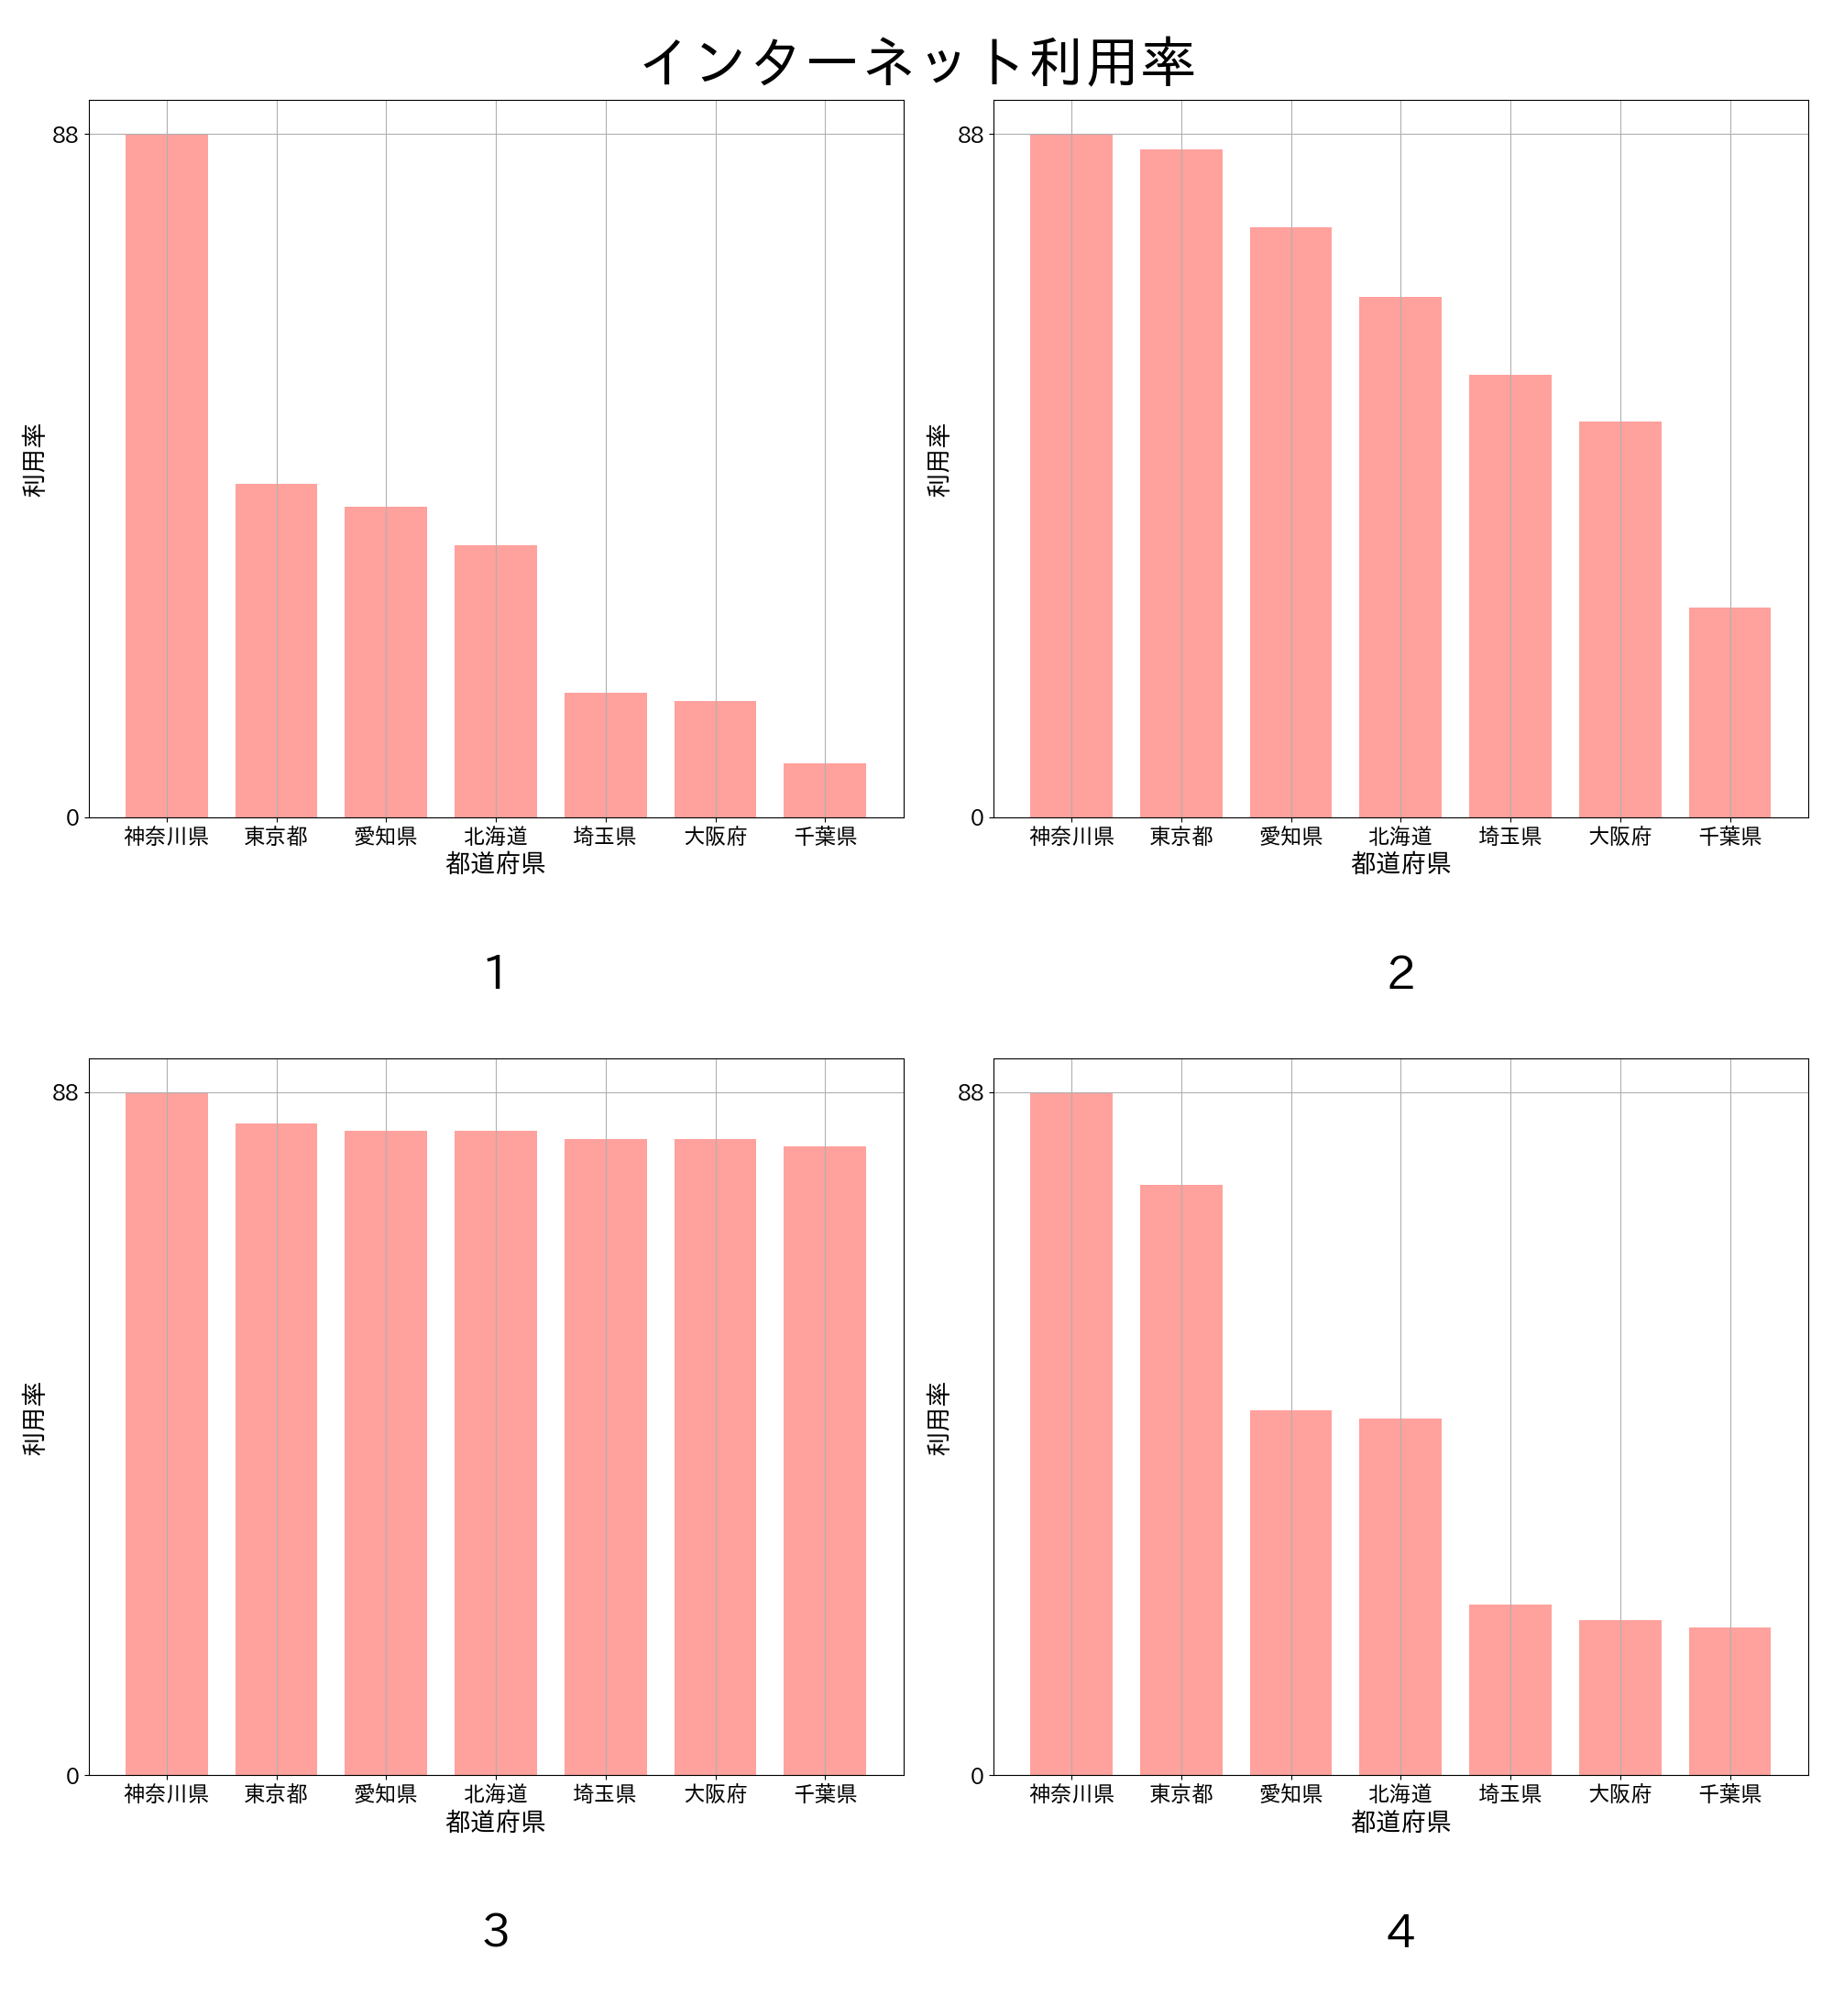 インターネット利用率
88
利用率
0
神奈川県 東京都 愛知県 北海道 埼玉県 大阪府 千葉県
都道府県
1
88
利用率
0
神奈川県 東京都 愛知県 北海道 埼玉県 大阪府 千葉県
都道府県
2
88
利用率
0
神奈川県 東京都 愛知県 北海道 埼玉県 大阪府 千葉県
都道府県
3
88
利用率
0
神奈川県 東京都 愛知県 北海道 埼玉県 大阪府 千葉県
都道府県
4